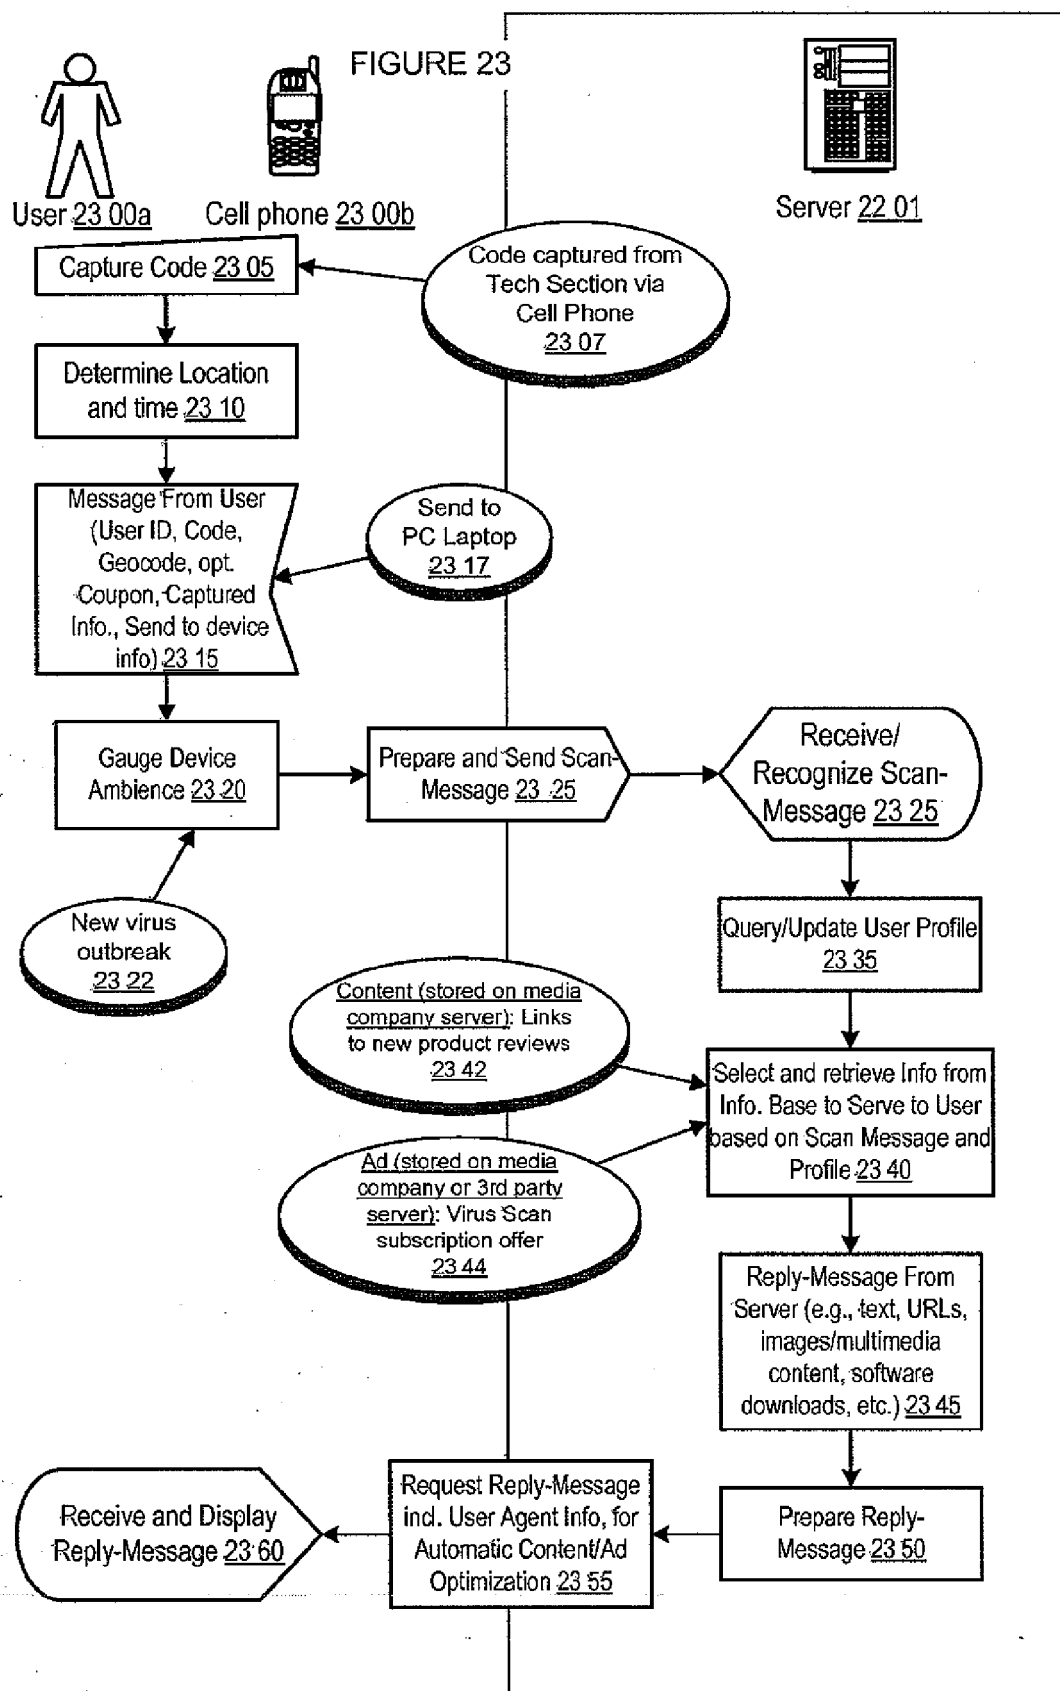 FIGURE 23
User 23 00a
Cell phone 23 00b
Server 22 01
Capture Code 23 05
Code captured from
Tech Section via
Cell Phone
23 07
Determine Location
and time 23 10
Message From User
(User ID, Code,
Geocode, opt.
Coupon, Captured
Info., Send to device
info) 23 15
Send to
PC Laptop
23 17
Gauge Device
Ambience 23 20
Prepare and Send Scan-
Message 23 .25
Receive/
Recognize Scan-
Message 23 25
New virus
outbreak
23 22
Query/Update User Profile
23 35
Content (stored on media
company server): Links
to new product reviews
23 42
Select and retrieve Info from
Info. Base to Serve to User
based on Scan Message and
Profile 23 40
Ad (stored on media
company or 3rd party
server): Virus Scan
subscription offer
23 44
Reply-Message From
Server (e.g., text, URLs,
images/multimedia
content, software
downloads, etc.) 23 45
Prepare Reply-
Message 23 50
Request Reply-Message
incl. User Agent Info, for
Automatic Content/Ad
Optimization 23 55
Receive and Display
Reply-Message 23 60